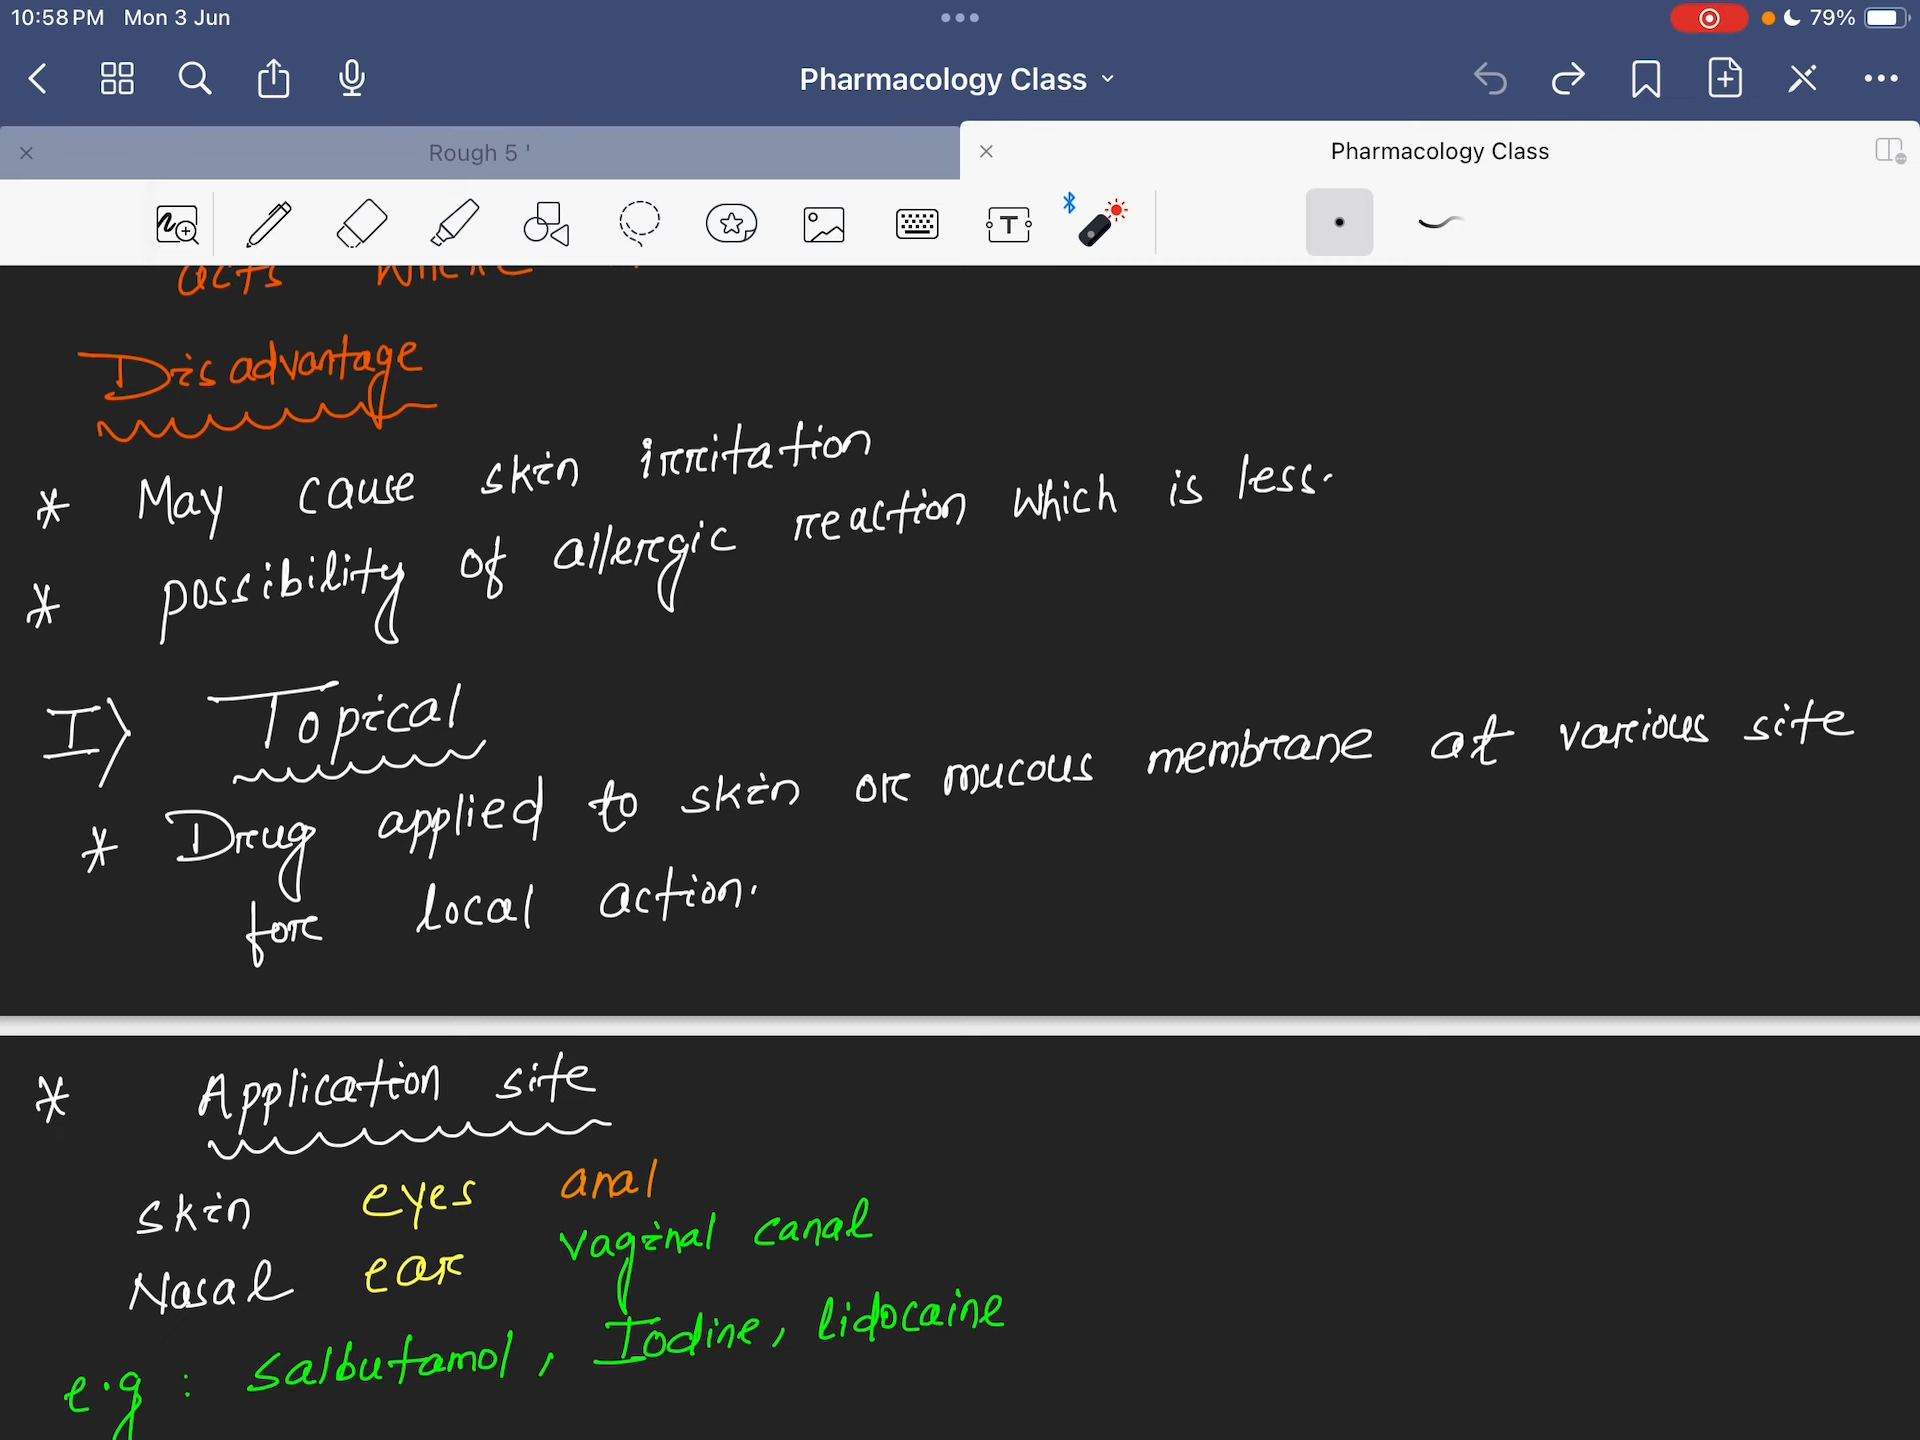 10:58 PM Mon 3 Jun
79%
Pharmacology Class
Rough 5 '
Pharmacology Class
acts where
Disadvantage
* May cause skin irritation
* possibility of allergic reaction which is less.
I) Topical
* Drug applied to skin or mucous membrane at various site
for local action.
* Application site
skin eyes anal
Nasal ear vaginal canal
e.g : salbutamol, Iodine, lidocaine